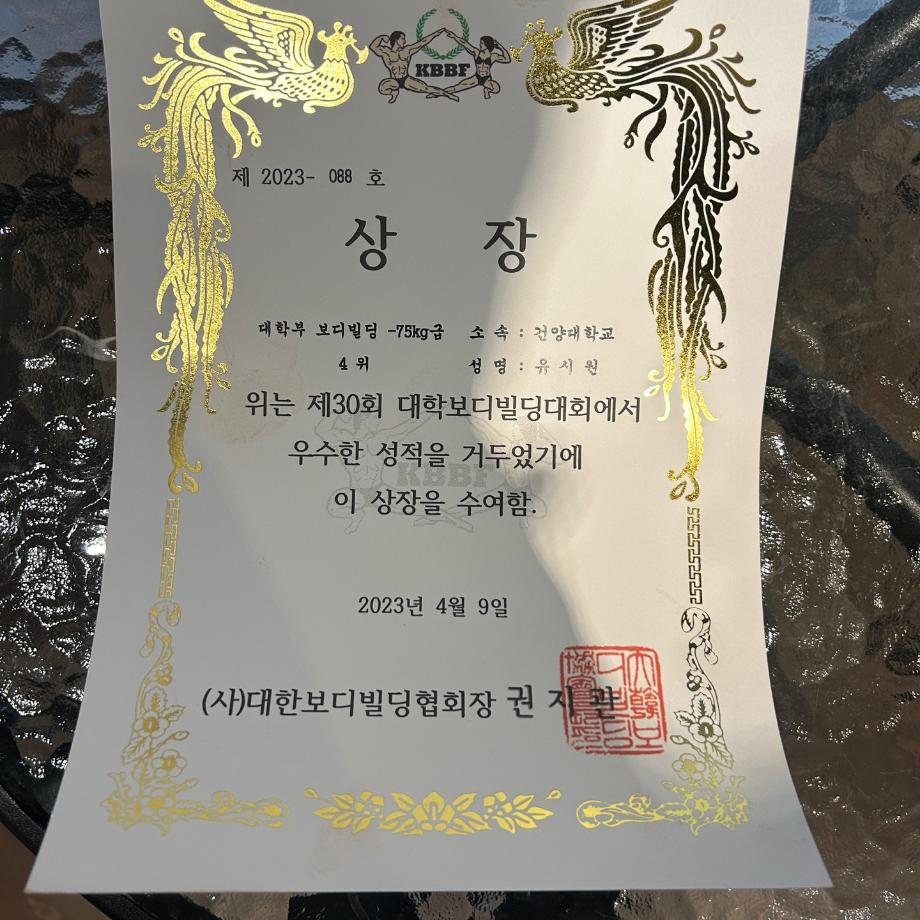 KBBF
제 2023- 088 호
상 장
대학부 보디빌딩 -75kg급 소 속 : 건양대학교
4 위 성 명 : 유 시 원
위는 제30회 대학보디빌딩대회에서
우수한 성적을 거두었기에
KBBF
이 상장을 수여함.
2023년 4월 9일
(사)대한보디빌딩협회장 권 지 관